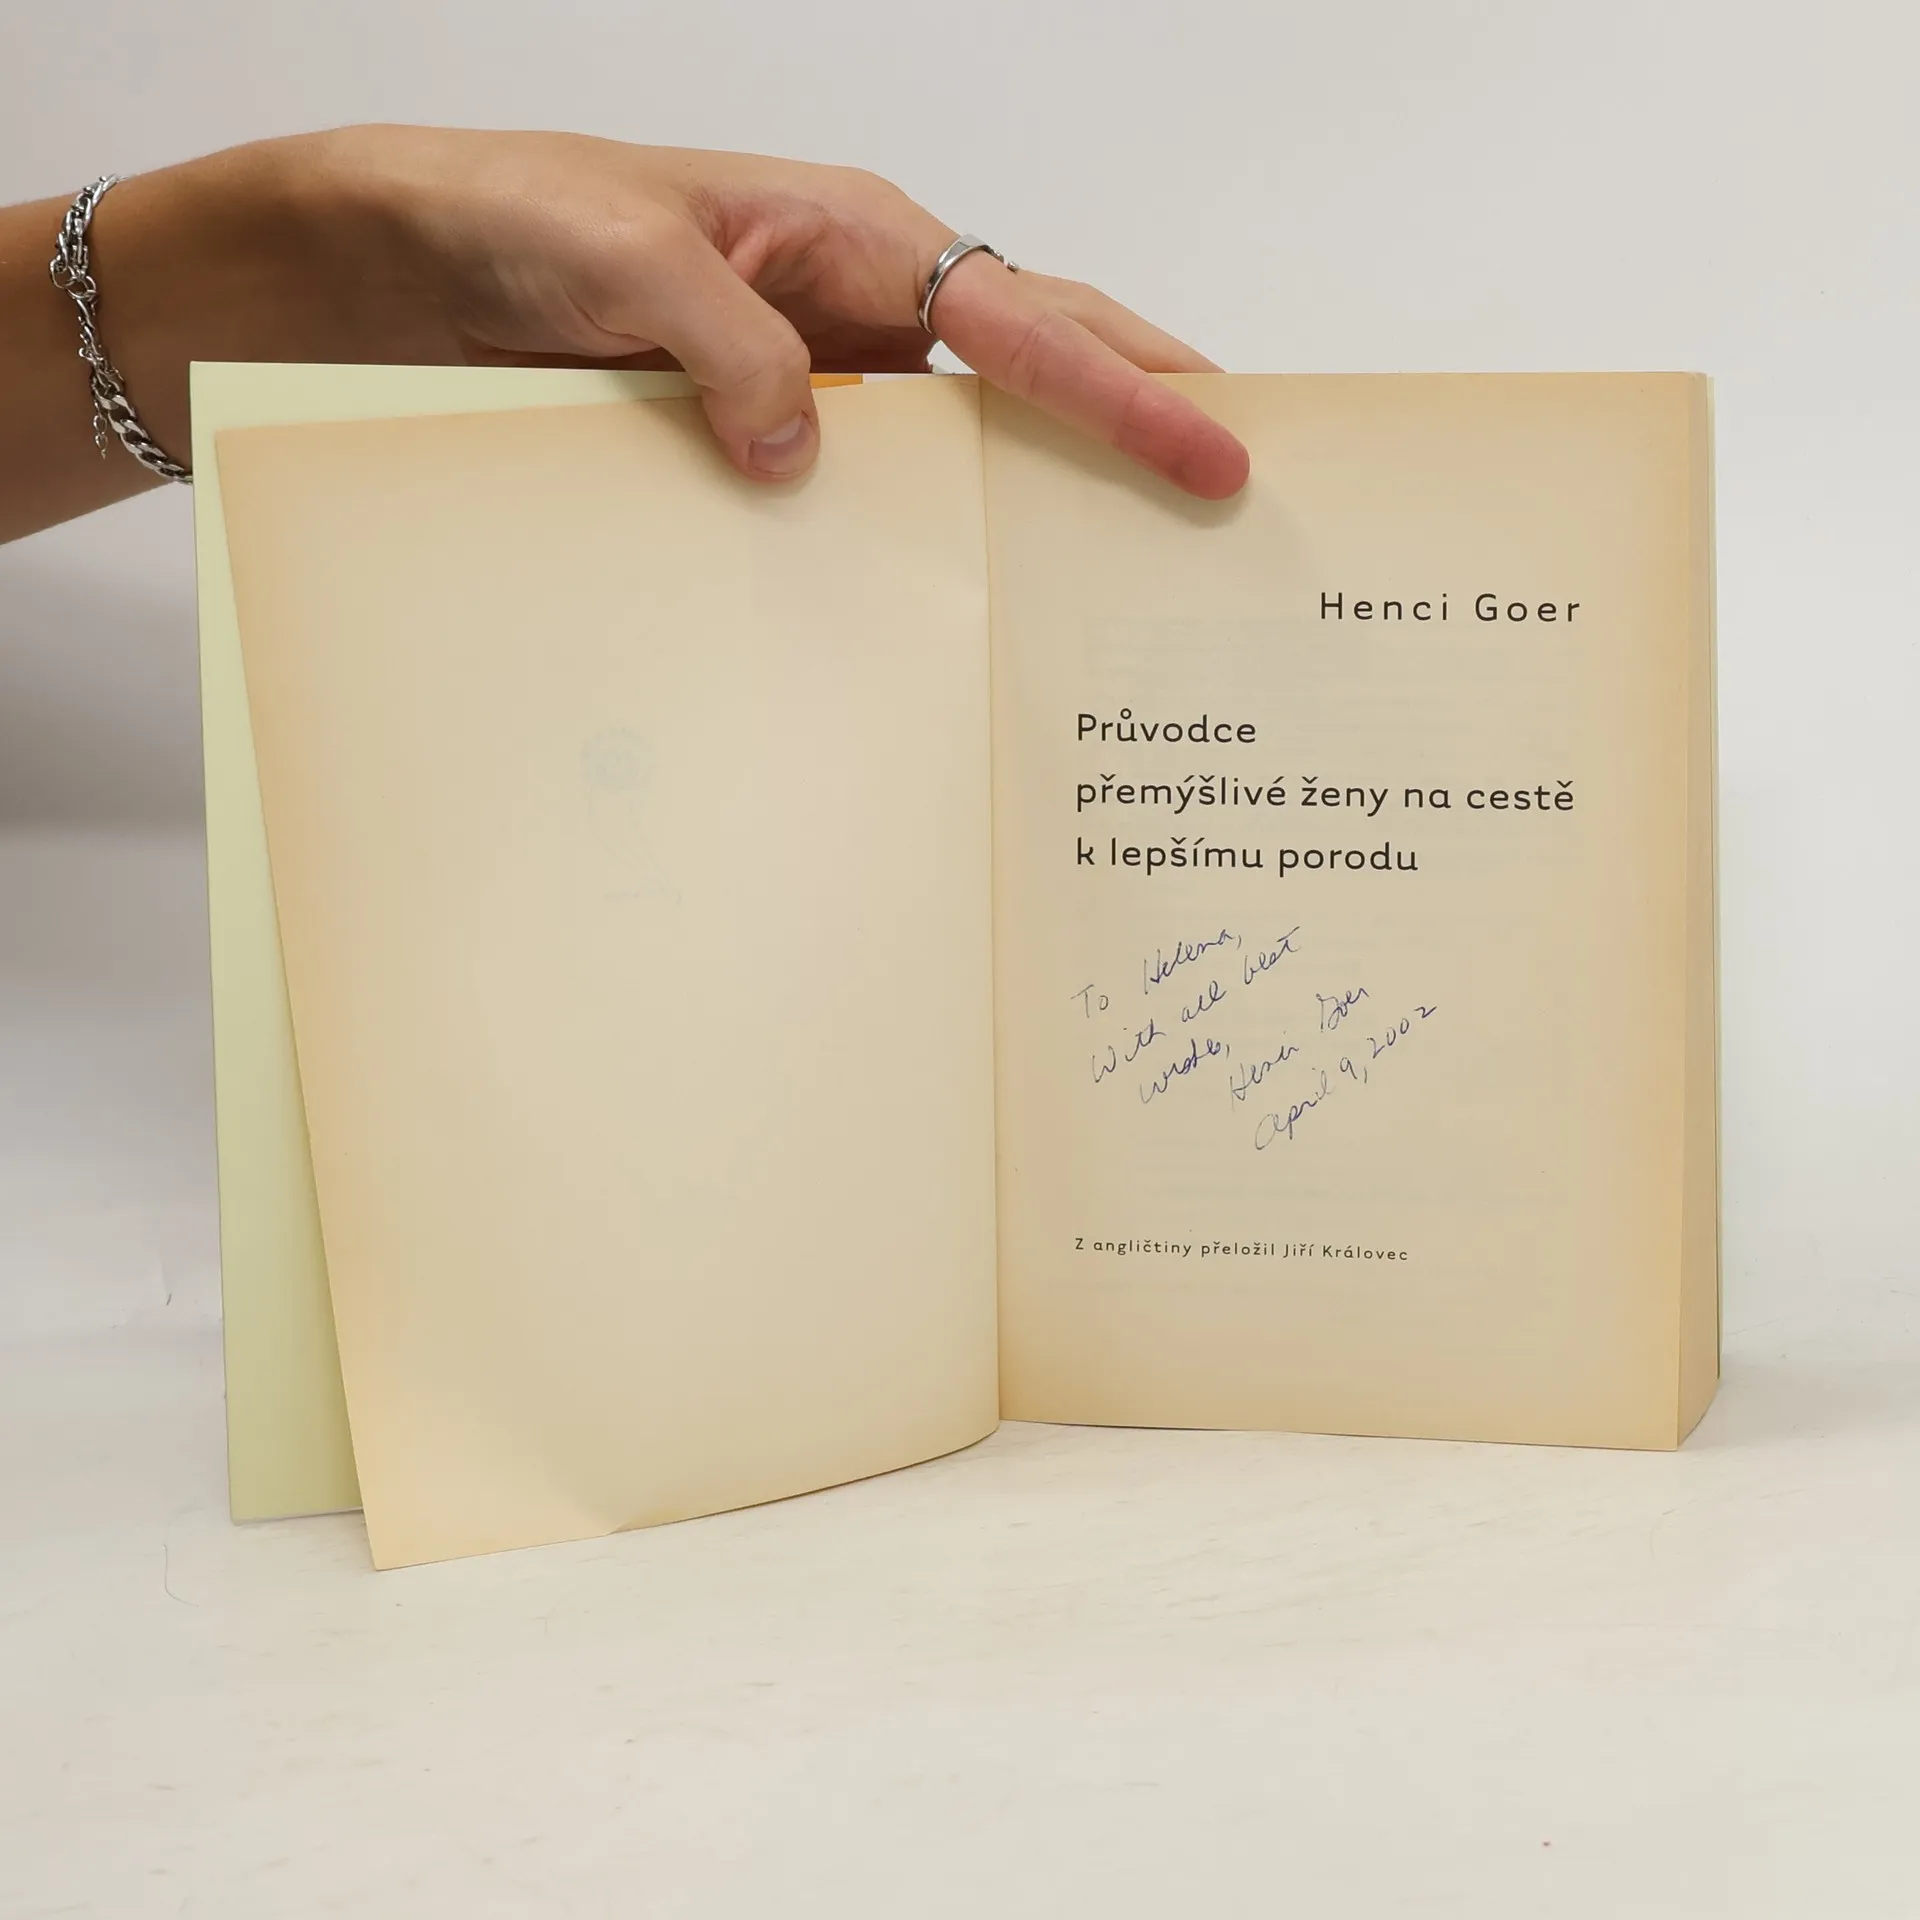 Henci Goer
Průvodce
přemýšlivé ženy na cestě
k lepšímu porodu
To Helena,
With all best
wishes,
Henci Goer
April 9, 2002
Z angličtiny přeložil Jiří Královec